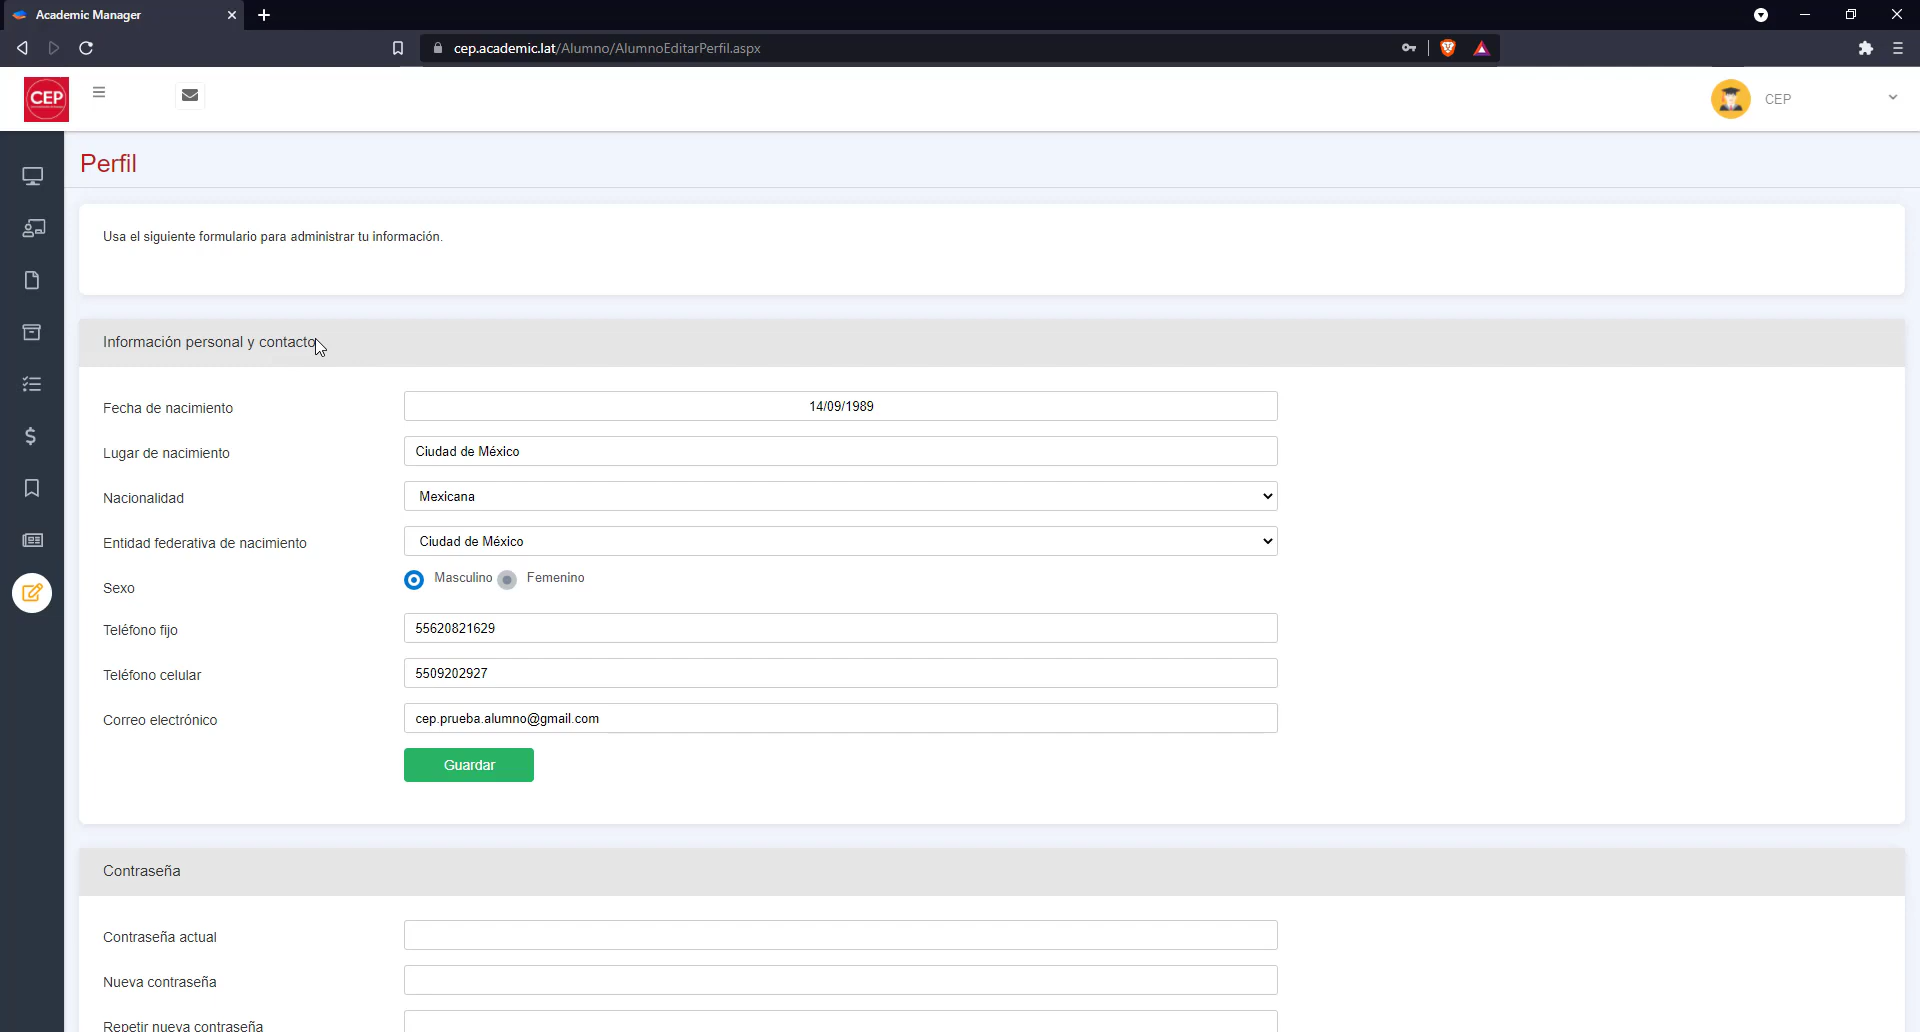 Academic Manager
cep.academic.lat/Alumno/AlumnoEditarPerfil.aspx
CEP
CEP
Perfil
Usa el siguiente formulario para administrar tu información.
Información personal y contacto
Fecha de nacimiento
14/09/1989
Lugar de nacimiento
Ciudad de México
Nacionalidad
Mexicana
Entidad federativa de nacimiento
Ciudad de México
Sexo
Masculino
Femenino
Teléfono fijo
55620821629
Teléfono celular
5509202927
Correo electrónico
cep.prueba.alumno@gmail.com
Guardar
Contraseña
Contraseña actual
Nueva contraseña
Repetir nueva contraseña